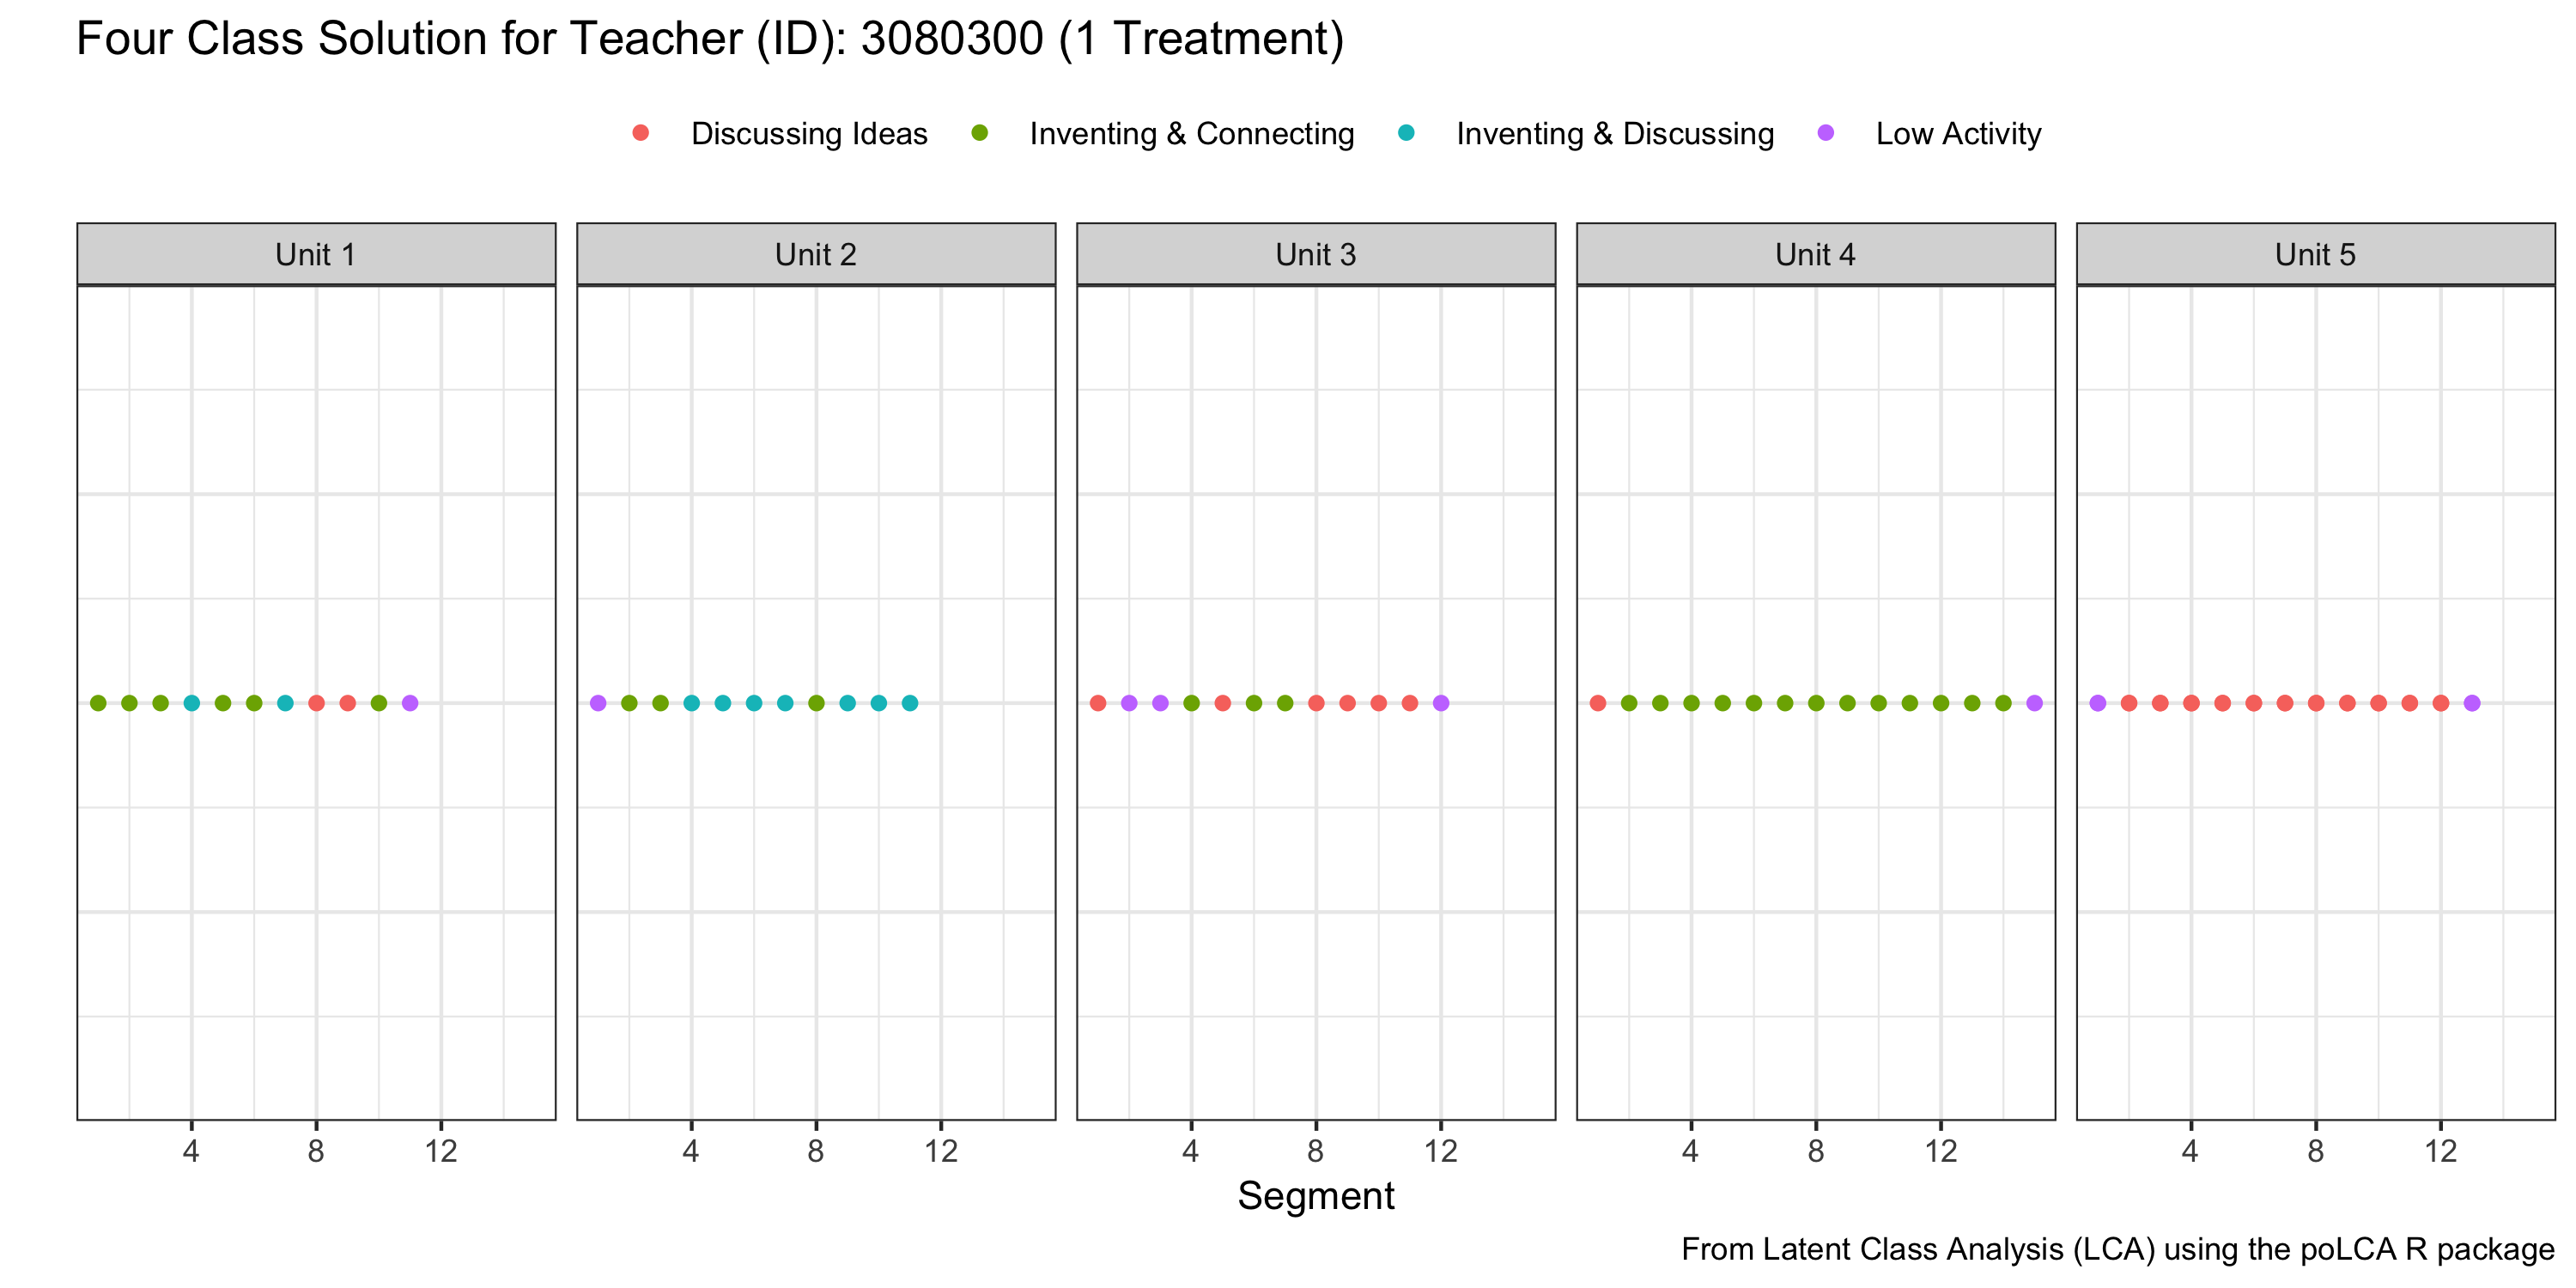 Four Class Solution for Teacher (ID): 3080300 (1 Treatment)
Discussing Ideas Inventing & Connecting Inventing & Discussing Low Activity
Unit 1 Unit 2 Unit 3 Unit 4 Unit 5
4 8 12 4 8 12 4 8 12 4 8 12 4 8 12
Segment
From Latent Class Analysis (LCA) using the poLCA R package